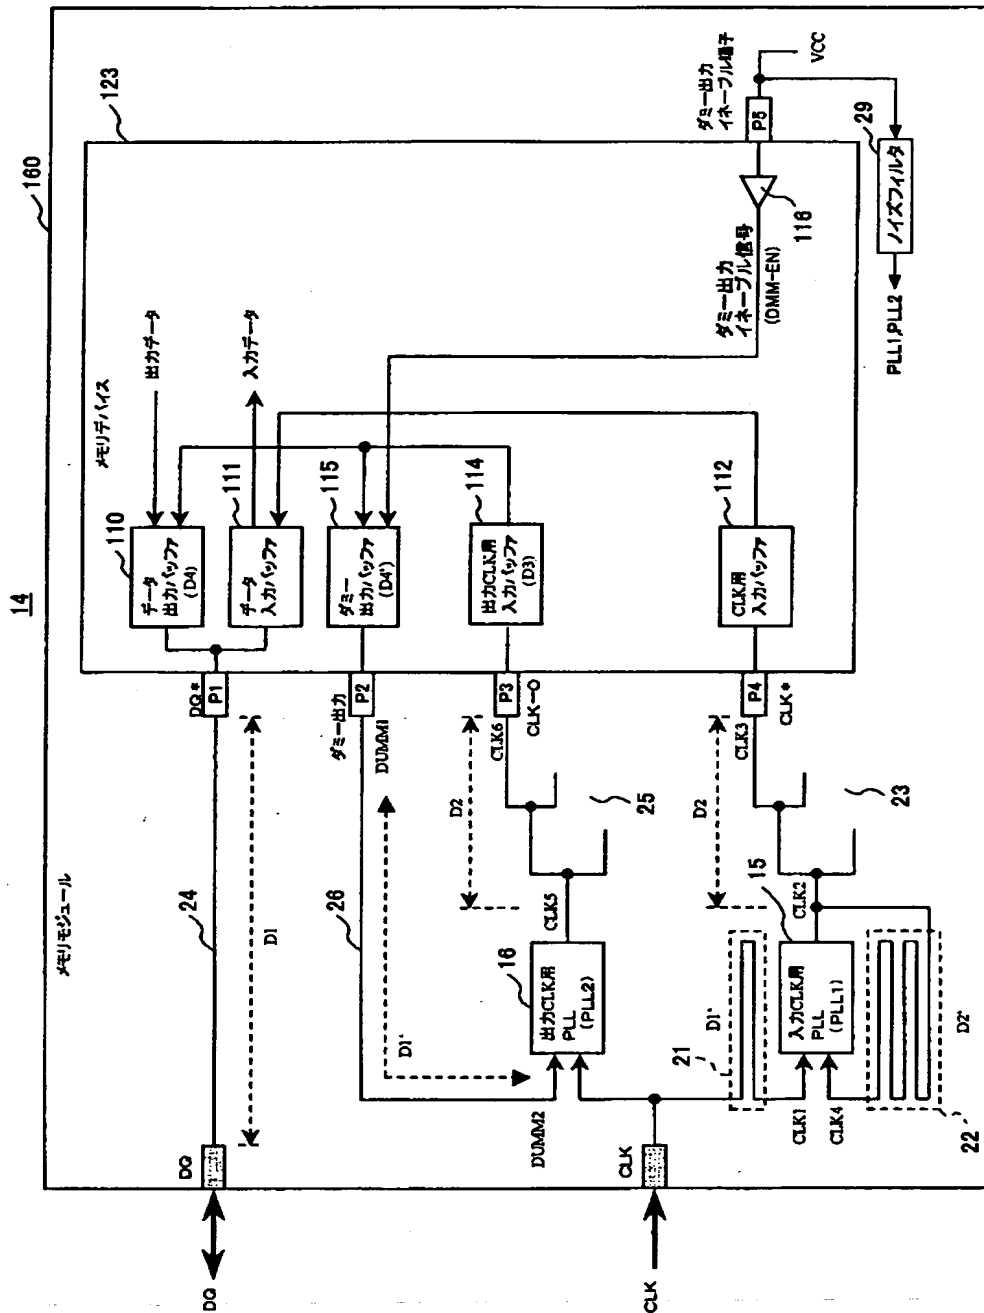 14
160
メモリモジュール
123
メモリデバイス
DQ
DQ
24
D1
DQ*
P1
110
データ
出力バッファ
(D4)
出力データ
111
データ
入力バッファ
入力データ
26
D1'
ダミー出力
DUMM1
P2
115
ダミー
出力バッファ
(D4')
DUMM2
16
出力CLK用
PLL
(PLL2)
CLK5
D2
25
CLK6
P3
CLK-O
114
出力CLK用
入力バッファ
(D3)
CLK
CLK
21
D1'
CLK1
CLK4
15
入力CLK用
PLL
(PLL1)
CLK2
22
D2'
D2
23
CLK3
P4
CLK*
112
CLK用
入力バッファ
ダミー出力
イネーブル信号
(DMM-EN)
116
ダミー出力
イネーブル端子
P5
VCC
29
ノイズフィルタ
PLL1,PLL2